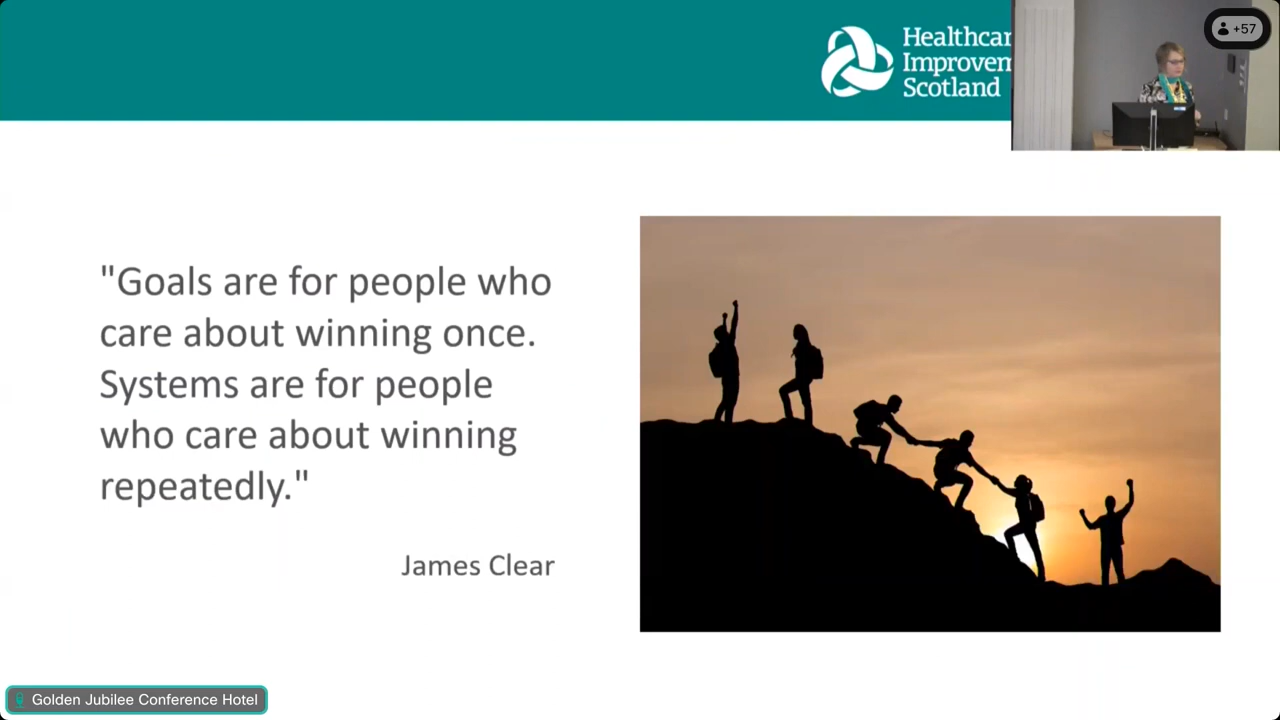 Healthcar
Improvem
Scotland
+57
"Goals are for people who
care about winning once.
Systems are for people
who care about winning
repeatedly."
James Clear
Golden Jubilee Conference Hotel